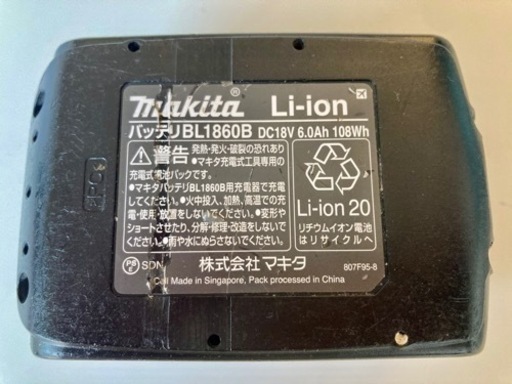 makita® Li-ion
バッテリBL1860B DC18V 6.0Ah 108Wh
警告 発熱・発火・破裂の恐れあり
•マキタ充電式工具専用の
充電式電池パックです。
•マキタバッテリBL1860B用充電器で充電
してください。•火中投入、加熱、高温での充
電・使用・放置をしないでください。•変形や
ショートさせたり、分解・修理・改造をしないで
ください。•雨や水にぬらさないでください。
Li-ion 20
リチウムイオン電池
はリサイクルへ
PS E SDN 株式会社マキタ
807F95-8
Cell Made in Singapore, Pack processed in China